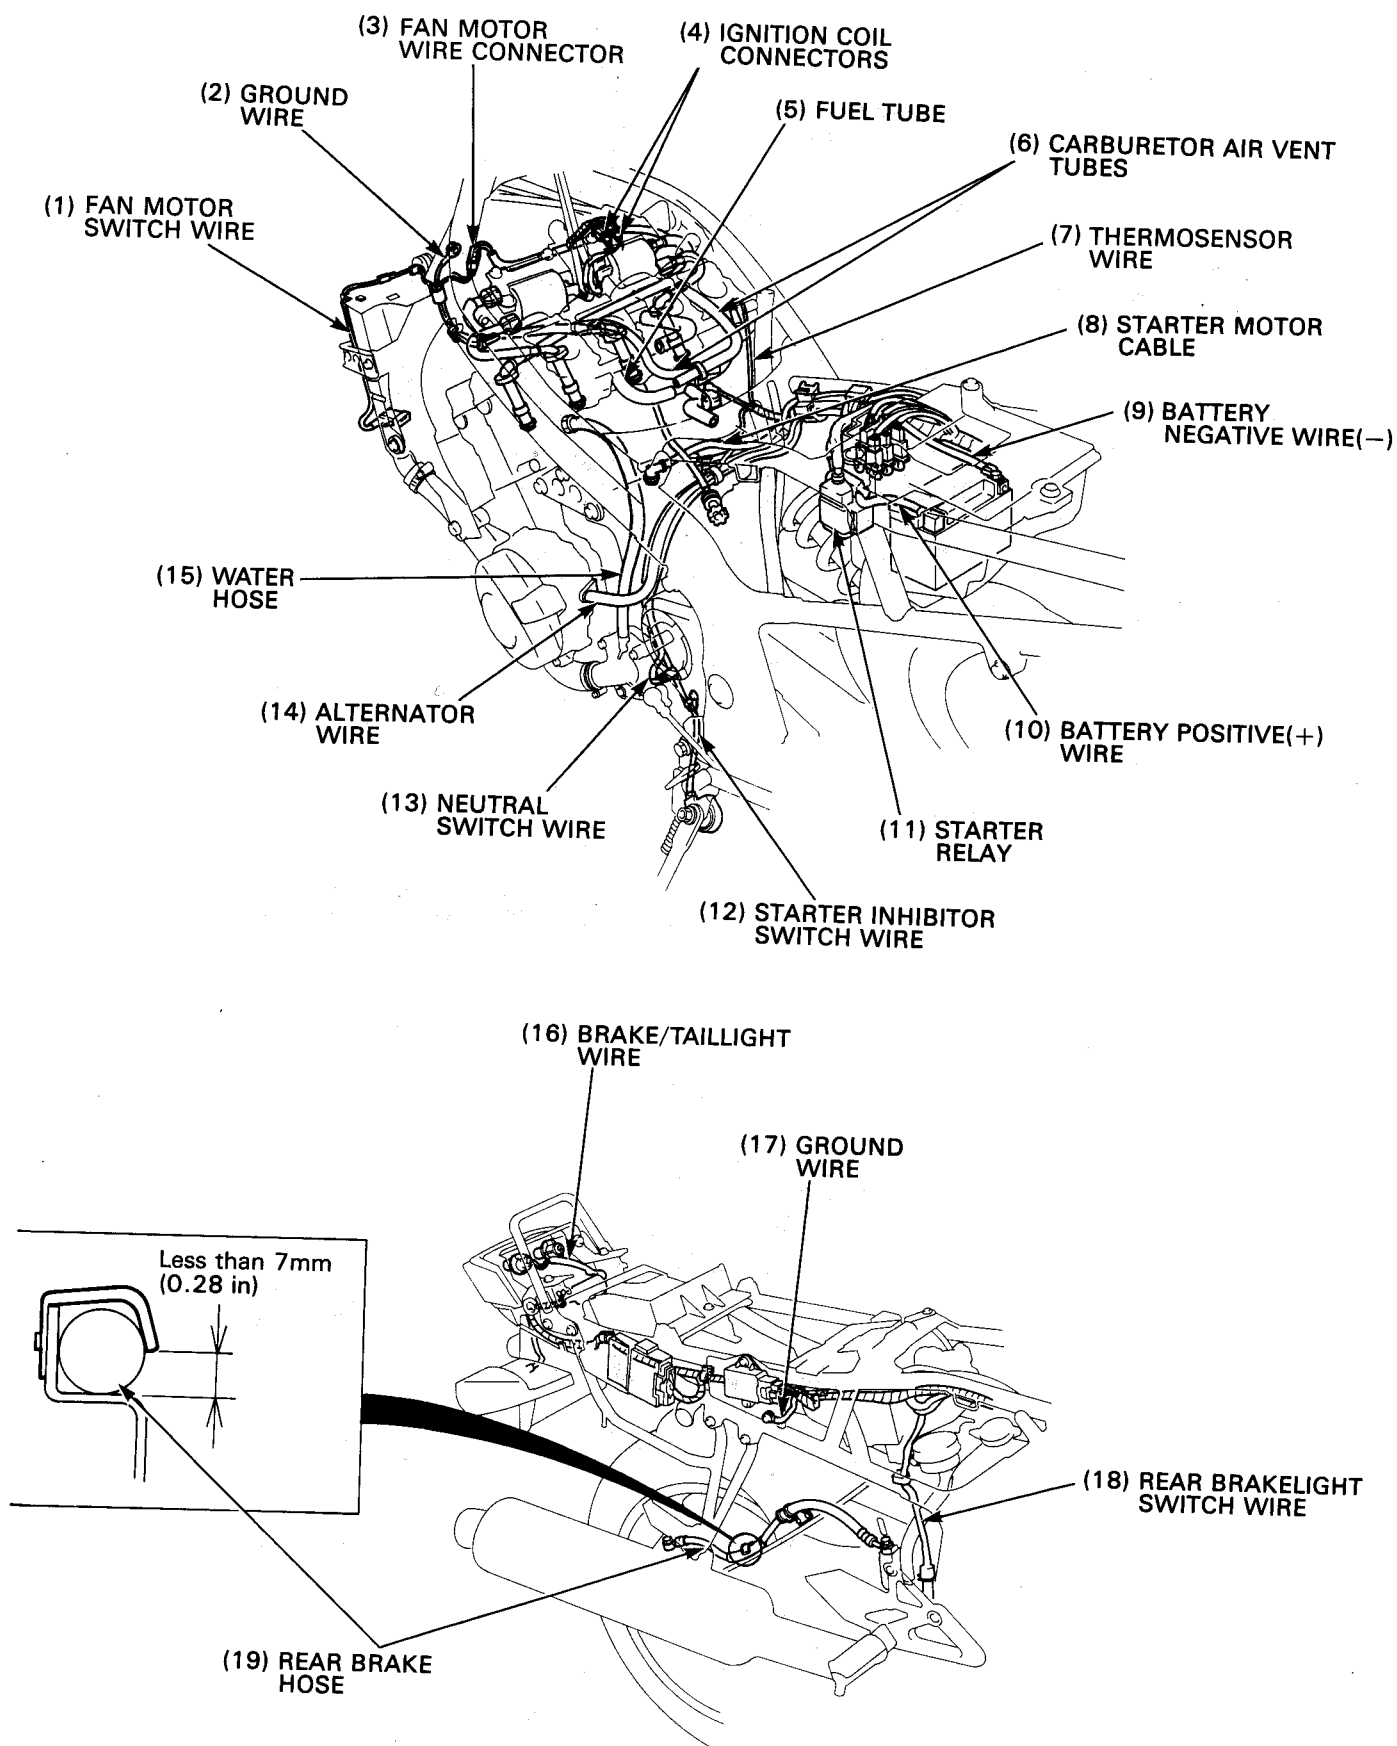 (3) FAN MOTOR
WIRE CONNECTOR
(4) IGNITION COIL
CONNECTORS
(2) GROUND
WIRE
(5) FUEL TUBE
(6) CARBURETOR AIR VENT
TUBES
(1) FAN MOTOR
SWITCH WIRE
(7) THERMOSENSOR
WIRE
(8) STARTER MOTOR
CABLE
(9) BATTERY
NEGATIVE WIRE(−)
(15) WATER
HOSE
(14) ALTERNATOR
WIRE
(10) BATTERY POSITIVE(+)
WIRE
(13) NEUTRAL
SWITCH WIRE
(11) STARTER
RELAY
(12) STARTER INHIBITOR
SWITCH WIRE
(16) BRAKE/TAILLIGHT
WIRE
(17) GROUND
WIRE
Less than 7mm
(0.28 in)
(18) REAR BRAKELIGHT
SWITCH WIRE
(19) REAR BRAKE
HOSE